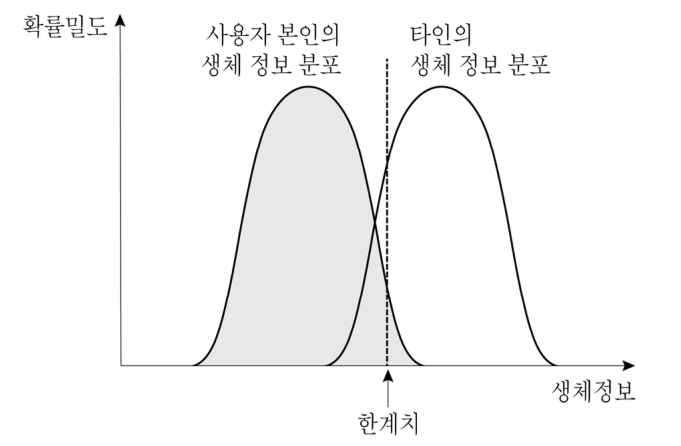 확률밀도
사용자 본인의
생체 정보 분포
타인의
생체 정보 분포
생체정보
한계치